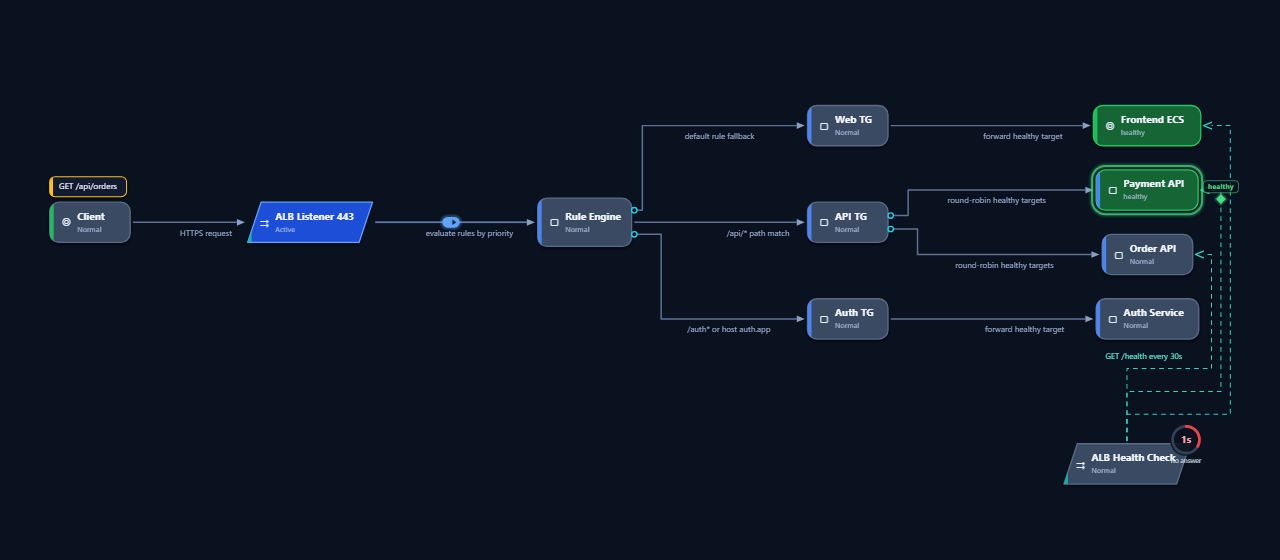 GET /api/orders
Client
Normal
HTTPS request
ALB Listener 443
Active
evaluate rules by priority
Rule Engine
Normal
default rule fallback
/api/* path match
/auth* or host auth.app
Web TG
Normal
API TG
Normal
Auth TG
Normal
forward healthy target
round-robin healthy targets
round-robin healthy targets
forward healthy target
Frontend ECS
healthy
Payment API
healthy
healthy
Order API
Normal
Auth Service
Normal
GET /health every 30s
1s
no answer
ALB Health Check
Normal